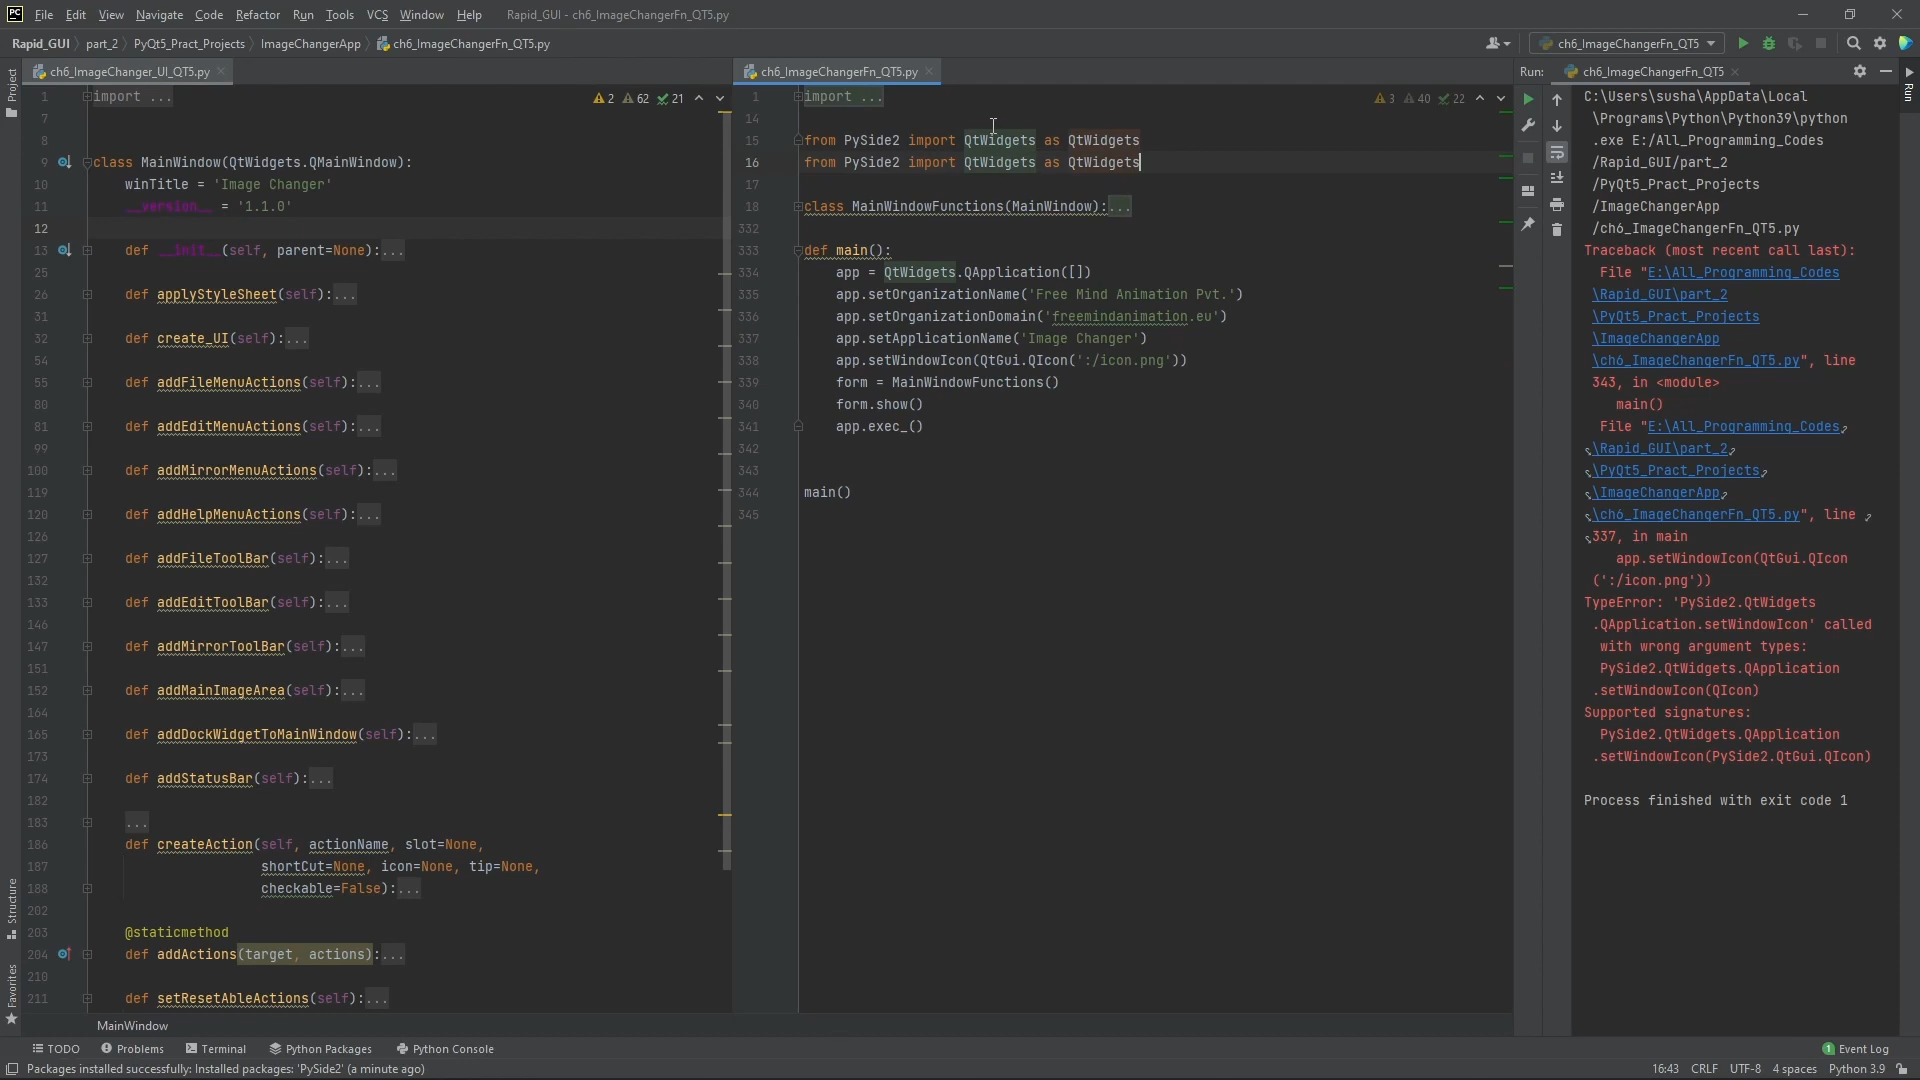 PC File Edit View Navigate Code Refactor Run Tools VCS Window Help Rapid_GUI - ch6_ImageChangerFn_QT5.py
Rapid_GUI part_2 PyQt5_Pract_Projects ImageChangerApp ch6_ImageChangerFn_QT5.py
ch6_ImageChangerFn_QT5
Project
Structure
Favorites
ch6_ImageChanger_UI_QT5.py
2 62 21
1 import ...
7
8
9 class MainWindow(QtWidgets.QMainWindow):
10 winTitle = 'Image Changer'
11 __version__ = '1.1.0'
12
13 def __init__(self, parent=None):...
25
26 def applyStyleSheet(self):...
31
32 def create_UI(self):...
54
55 def addFileMenuActions(self):...
80
81 def addEditMenuActions(self):...
99
100 def addMirrorMenuActions(self):...
119
120 def addHelpMenuActions(self):...
126
127 def addFileToolBar(self):...
132
133 def addEditToolBar(self):...
146
147 def addMirrorToolBar(self):...
151
152 def addMainImageArea(self):...
164
165 def addDockWidgetToMainWindow(self):...
173
174 def addStatusBar(self):...
182
183 ...
186 def createAction(self, actionName, slot=None,
187 shortCut=None, icon=None, tip=None,
188 checkable=False):...
202
203 @staticmethod
204 def addActions(target, actions):...
210
211 def setResetAbleActions(self):...
MainWindow
ch6_ImageChangerFn_QT5.py
3 40 22
1 import ...
14
15 from PySide2 import QtWidgets as QtWidgets
16 from PySide2 import QtWidgets as QtWidgets
17
18 class MainWindowFunctions(MainWindow):...
332
333 def main():
334 app = QtWidgets.QApplication([])
335 app.setOrganizationName('Free Mind Animation Pvt.')
336 app.setOrganizationDomain('freemindanimation.eu')
337 app.setApplicationName('Image Changer')
338 app.setWindowIcon(QtGui.QIcon(':/icon.png'))
339 form = MainWindowFunctions()
340 form.show()
341 app.exec_()
342
343
344 main()
345
Run: ch6_ImageChangerFn_QT5
Run
C:\Users\susha\AppData\Local
\Programs\Python\Python39\python
.exe E:/All_Programming_Codes
/Rapid_GUI/part_2
/PyQt5_Pract_Projects
/ImageChangerApp
/ch6_ImageChangerFn_QT5.py
Traceback (most recent call last):
File "E:\All_Programming_Codes
\Rapid_GUI\part_2
\PyQt5_Pract_Projects
\ImageChangerApp
\ch6_ImageChangerFn_QT5.py", line
343, in <module>
main()
File "E:\All_Programming_Codes
\Rapid_GUI\part_2
\PyQt5_Pract_Projects
\ImageChangerApp
\ch6_ImageChangerFn_QT5.py", line
337, in main
app.setWindowIcon(QtGui.QIcon
(':/icon.png'))
TypeError: 'PySide2.QtWidgets
.QApplication.setWindowIcon' called
with wrong argument types:
PySide2.QtWidgets.QApplication
.setWindowIcon(QIcon)
Supported signatures:
PySide2.QtWidgets.QApplication
.setWindowIcon(PySide2.QtGui.QIcon)
Process finished with exit code 1
TODO Problems Terminal Python Packages Python Console 1 Event Log
Packages installed successfully: Installed packages: 'PySide2' (a minute ago) 16:43 CRLF UTF-8 4 spaces Python 3.9